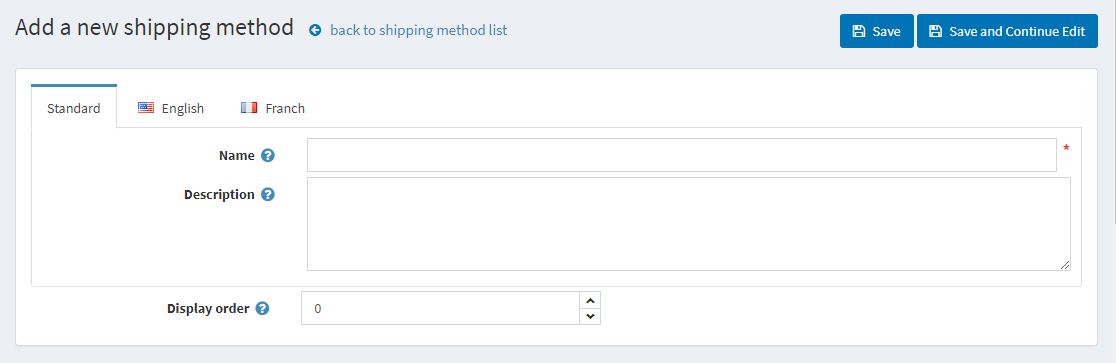 Add a new shipping method back to shipping method list Save Save and Continue Edit
Standard English Franch
Name *
Description
Display order 0